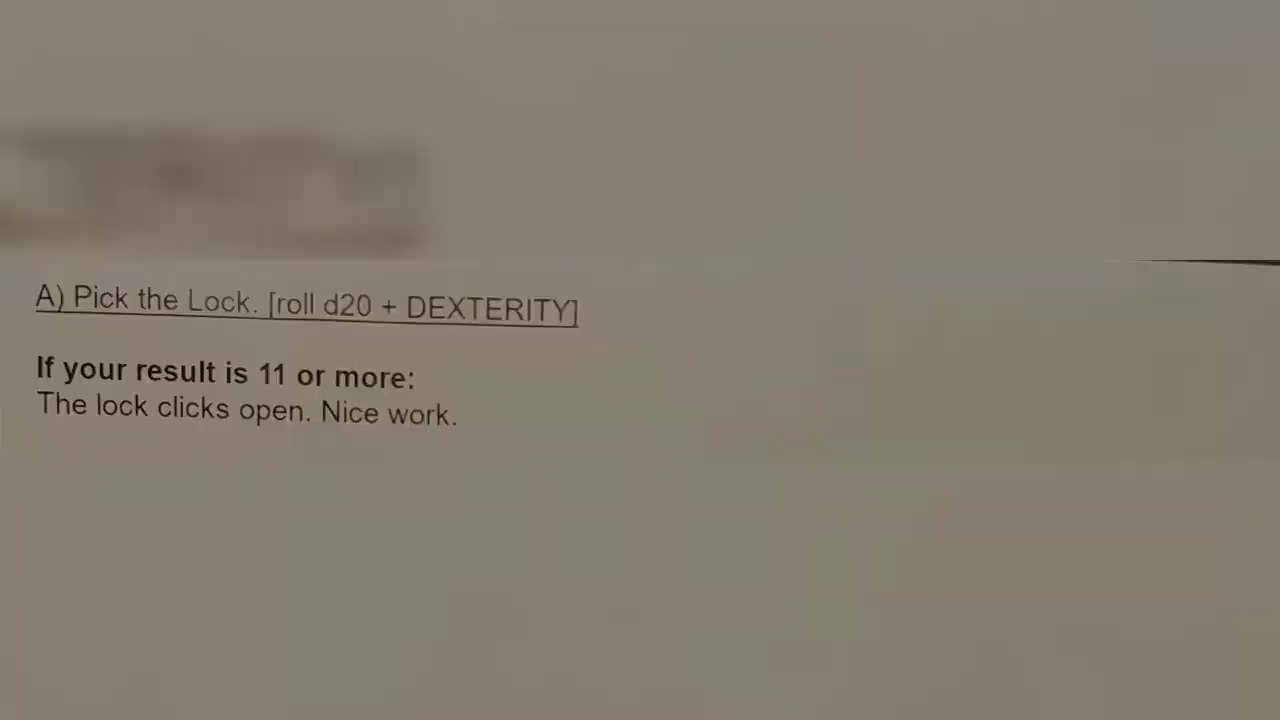 A) Pick the Lock. [roll d20 + DEXTERITY]
If your result is 11 or more:
The lock clicks open. Nice work.